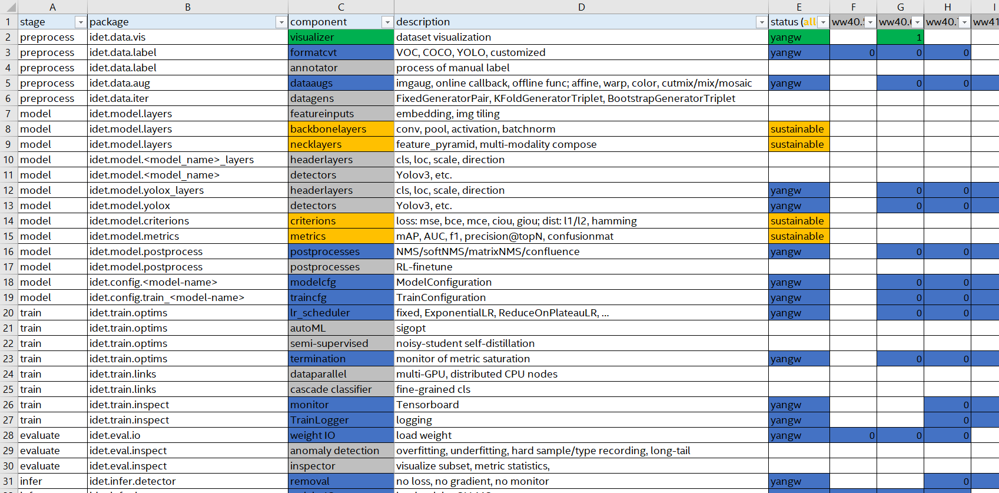 A B C D E F G H I
1 stage package component description status (all ww40. ww40. ww40. ww41
2 preprocess idet.data.vis visualizer dataset visualization yangw 1
3 preprocess idet.data.label formatcvt VOC, COCO, YOLO, customized yangw 0 0 0
4 preprocess idet.data.label annotator process of manual label
5 preprocess idet.data.aug dataaugs imgaug, online callback, offline func; affine, warp, color, cutmix/mix/mosaic yangw 0 0
6 preprocess idet.data.iter datagens FixedGeneratorPair, KFoldGeneratorTriplet, BootstrapGeneratorTriplet
7 model idet.model.layers featureinputs embedding, img tiling
8 model idet.model.layers backbonelayers conv, pool, activation, batchnorm sustainable
9 model idet.model.layers necklayers feature_pyramid, multi-modality compose sustainable
10 model idet.model.<model_name>_layers headerlayers cls, loc, scale, direction
11 model idet.model.<model_name> detectors Yolov3, etc.
12 model idet.model.yolox_layers headerlayers cls, loc, scale, direction yangw 0 0
13 model idet.model.yolox detectors Yolov3, etc. yangw 0 0
14 model idet.model.criterions criterions loss: mse, bce, mce, ciou, giou; dist: l1/l2, hamming sustainable
15 model idet.model.metrics metrics mAP, AUC, f1, precision@topN, confusionmat sustainable
16 model idet.model.postprocess postprocesses NMS/softNMS/matrixNMS/confluence yangw 0 0
17 model idet.model.postprocess postprocesses RL-finetune
18 model idet.config.<model-name> modelcfg ModelConfiguration yangw 0 0
19 model idet.config.train_<model-name> traincfg TrainConfiguration yangw 0 0
20 train idet.train.optims lr_scheduler fixed, ExponentialLR, ReduceOnPlateauLR, ... yangw 0 0
21 train idet.train.optims autoML sigopt
22 train idet.train.optims semi-supervised noisy-student self-distillation
23 train idet.train.optims termination monitor of metric saturation yangw 0 0
24 train idet.train.links dataparallel multi-GPU, distributed CPU nodes
25 train idet.train.links cascade classifier fine-grained cls
26 train idet.train.inspect monitor Tensorboard yangw 0
27 train idet.train.inspect TrainLogger logging yangw 0
28 evaluate idet.eval.io weight IO load weight yangw 0 0 0
29 evaluate idet.eval.inspect anomaly detection overfitting, underfitting, hard sample/type recording, long-tail
30 evaluate idet.eval.inspect inspector visualize subset, metric statistics,
31 infer idet.infer.detector removal no loss, no gradient, no monitor yangw 0